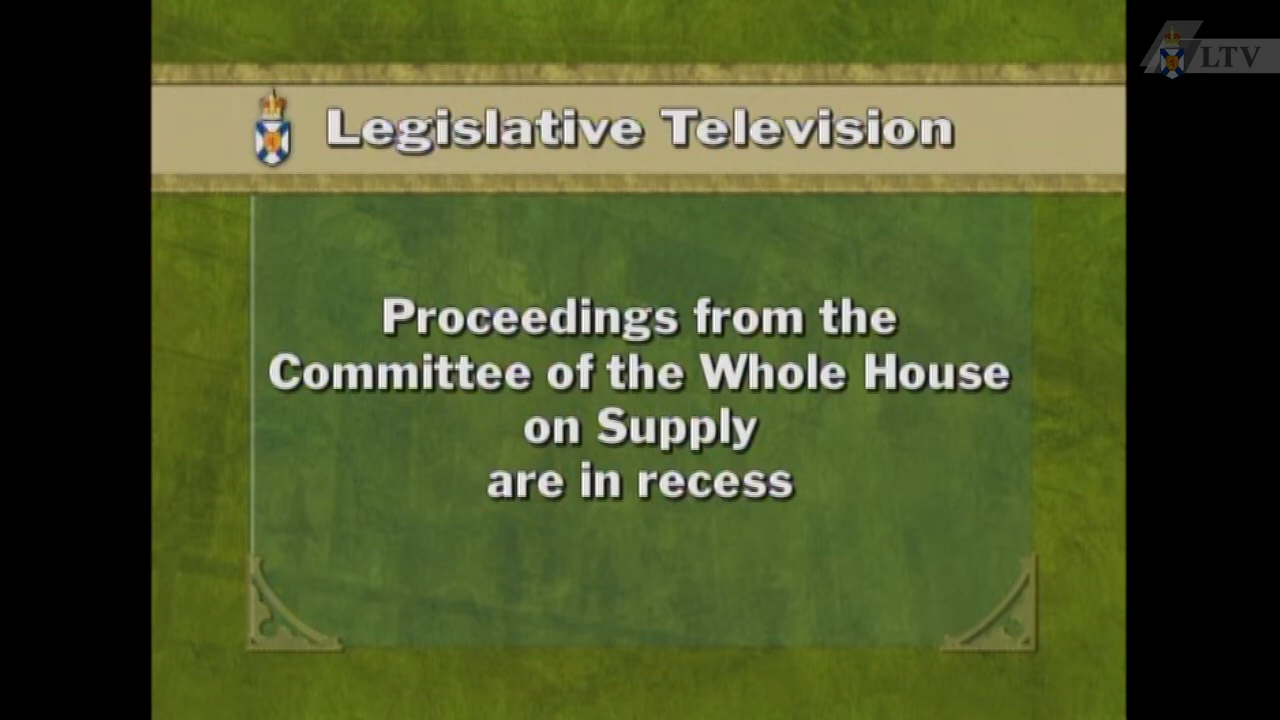 LTV
Legislative Television
Proceedings from the
Committee of the Whole House
on Supply
are in recess